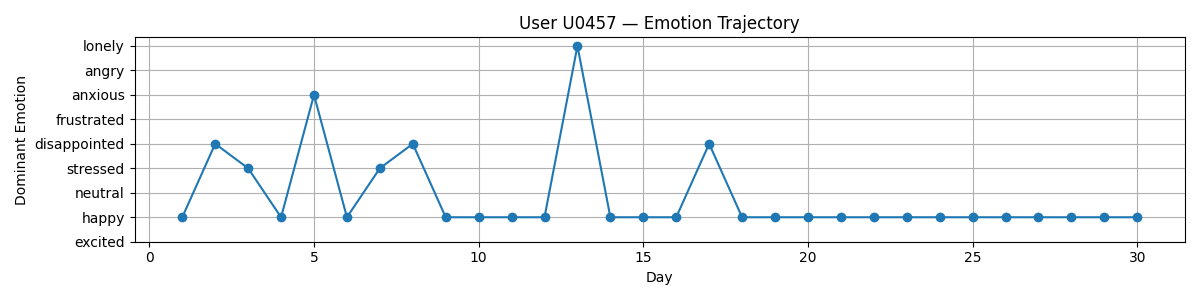 User U0457 — Emotion Trajectory
Dominant Emotion
lonely
angry
anxious
frustrated
disappointed
stressed
neutral
happy
excited
0 5 10 15 20 25 30
Day